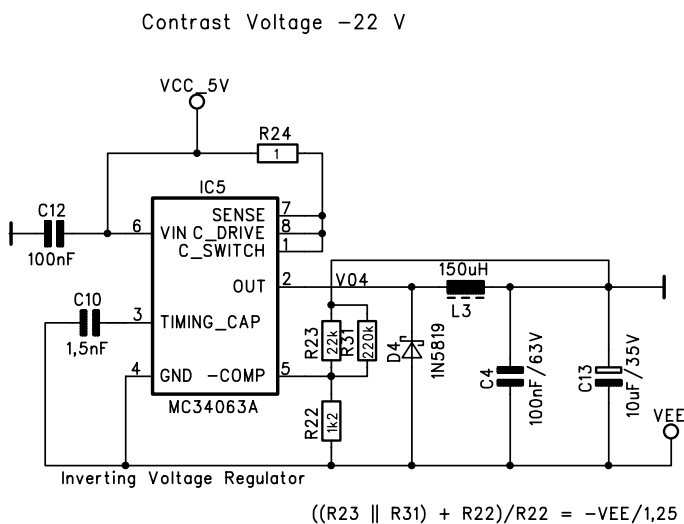 Contrast Voltage -22 V
VCC_5V
R24
1
IC5
C12
100nF
6
VIN
SENSE
7
C_DRIVE
8
C_SWITCH
1
OUT
2
V04
150uH
L3
C10
1,5nF
3
TIMING_CAP
R23
22k
R31
220k
D4
1N5819
C4
100nF/63V
C13
10uF/35V
4
GND
-COMP
5
MC34063A
R22
1k2
VEE
Inverting Voltage Regulator
((R23 || R31) + R22)/R22 = -VEE/1,25